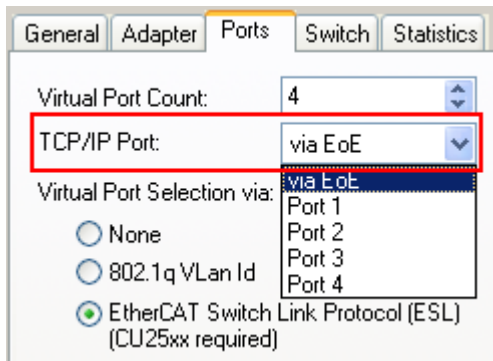 General Adapter Ports Switch Statistics
Virtual Port Count: 4
TCP/IP Port: via EoE
via EoE
Virtual Port Selection via: Port 1
Port 2
None Port 3
802.1q VLan Id Port 4
EtherCAT Switch Link Protocol (ESL)
(CU25xx required)